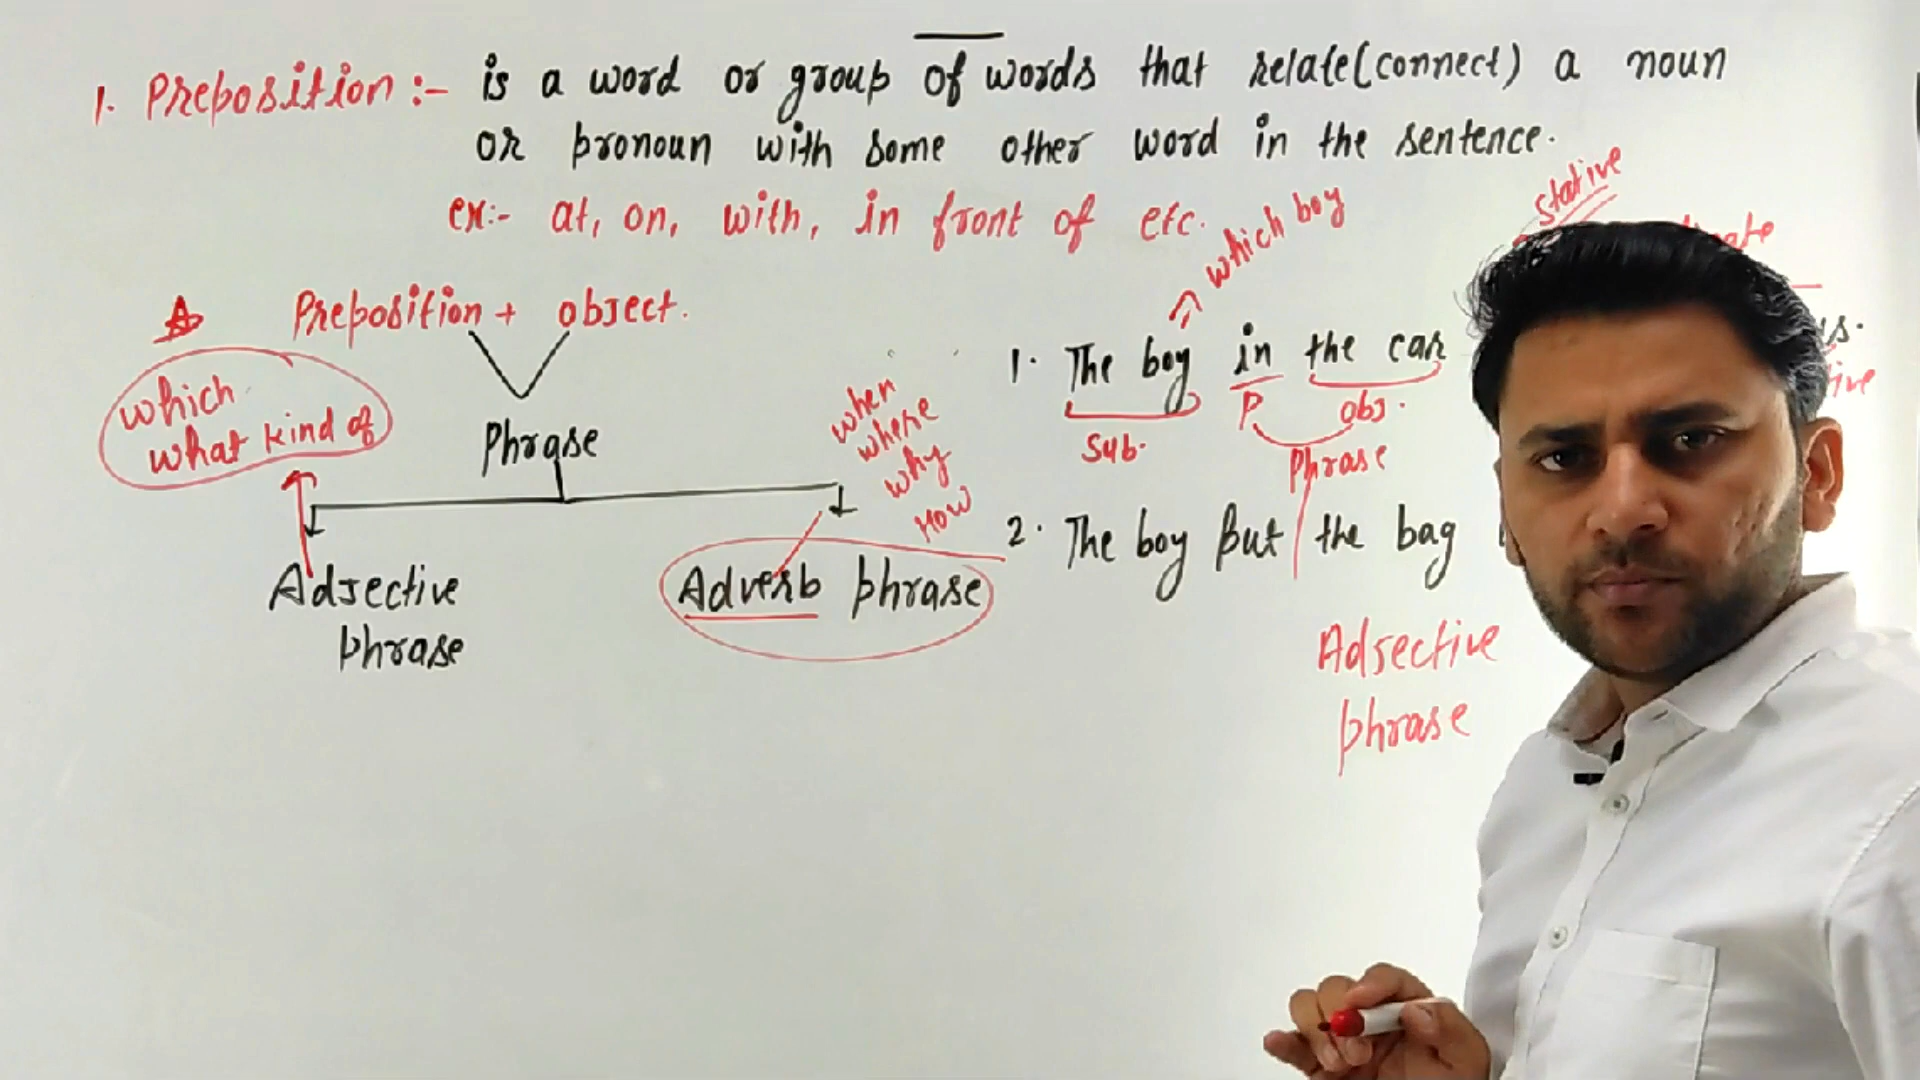 1. Preposition :- is a word or group of words that relate(connect) a noun
or pronoun with some other word in the sentence.
ex:- at, on, with, in front of etc.
Preposition + object.
Phrase
which
what kind of
when
where
why
How
Adjective
phrase
Adverb phrase
which boy
stative
1. The boy in the car
Sub.
P
obj.
Phrase
2. The boy put the bag
Adjective
phrase